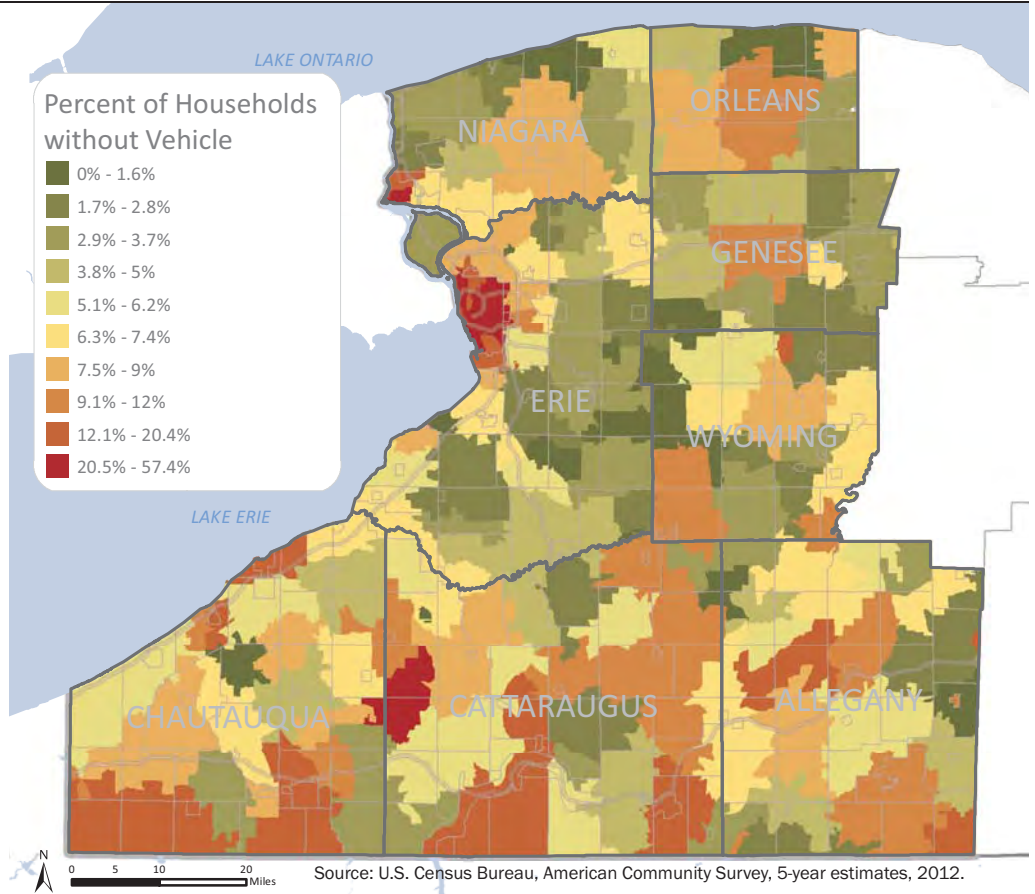 LAKE ONTARIO
Percent of Households
without Vehicle
0% - 1.6%
1.7% - 2.8%
2.9% - 3.7%
3.8% - 5%
5.1% - 6.2%
6.3% - 7.4%
7.5% - 9%
9.1% - 12%
12.1% - 20.4%
20.5% - 57.4%
NIAGARA
ORLEANS
GENESEE
ERIE
WYOMING
LAKE ERIE
CHAUTAUQUA
CATTARAUGUS
ALLEGANY
N
0 5 10 20
Miles
Source: U.S. Census Bureau, American Community Survey, 5-year estimates, 2012.